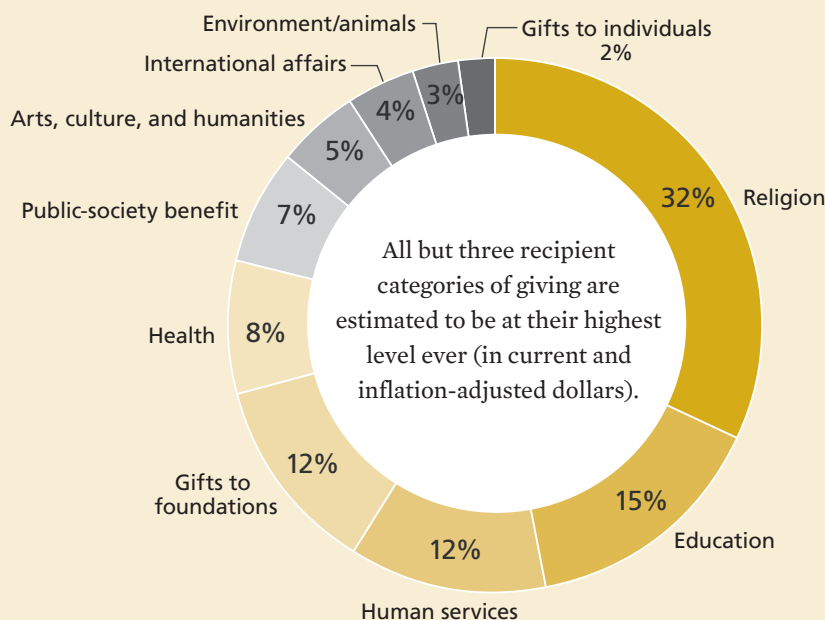 Environment/animals
Gifts to individuals
2%
International affairs
3%
4%
Arts, culture, and humanities
5%
32%
Religion
Public-society benefit
7%
All but three recipient
categories of giving are
estimated to be at their highest
level ever (in current and
inflation-adjusted dollars).
Health
8%
12%
Gifts to
foundations
15%
Education
12%
Human services